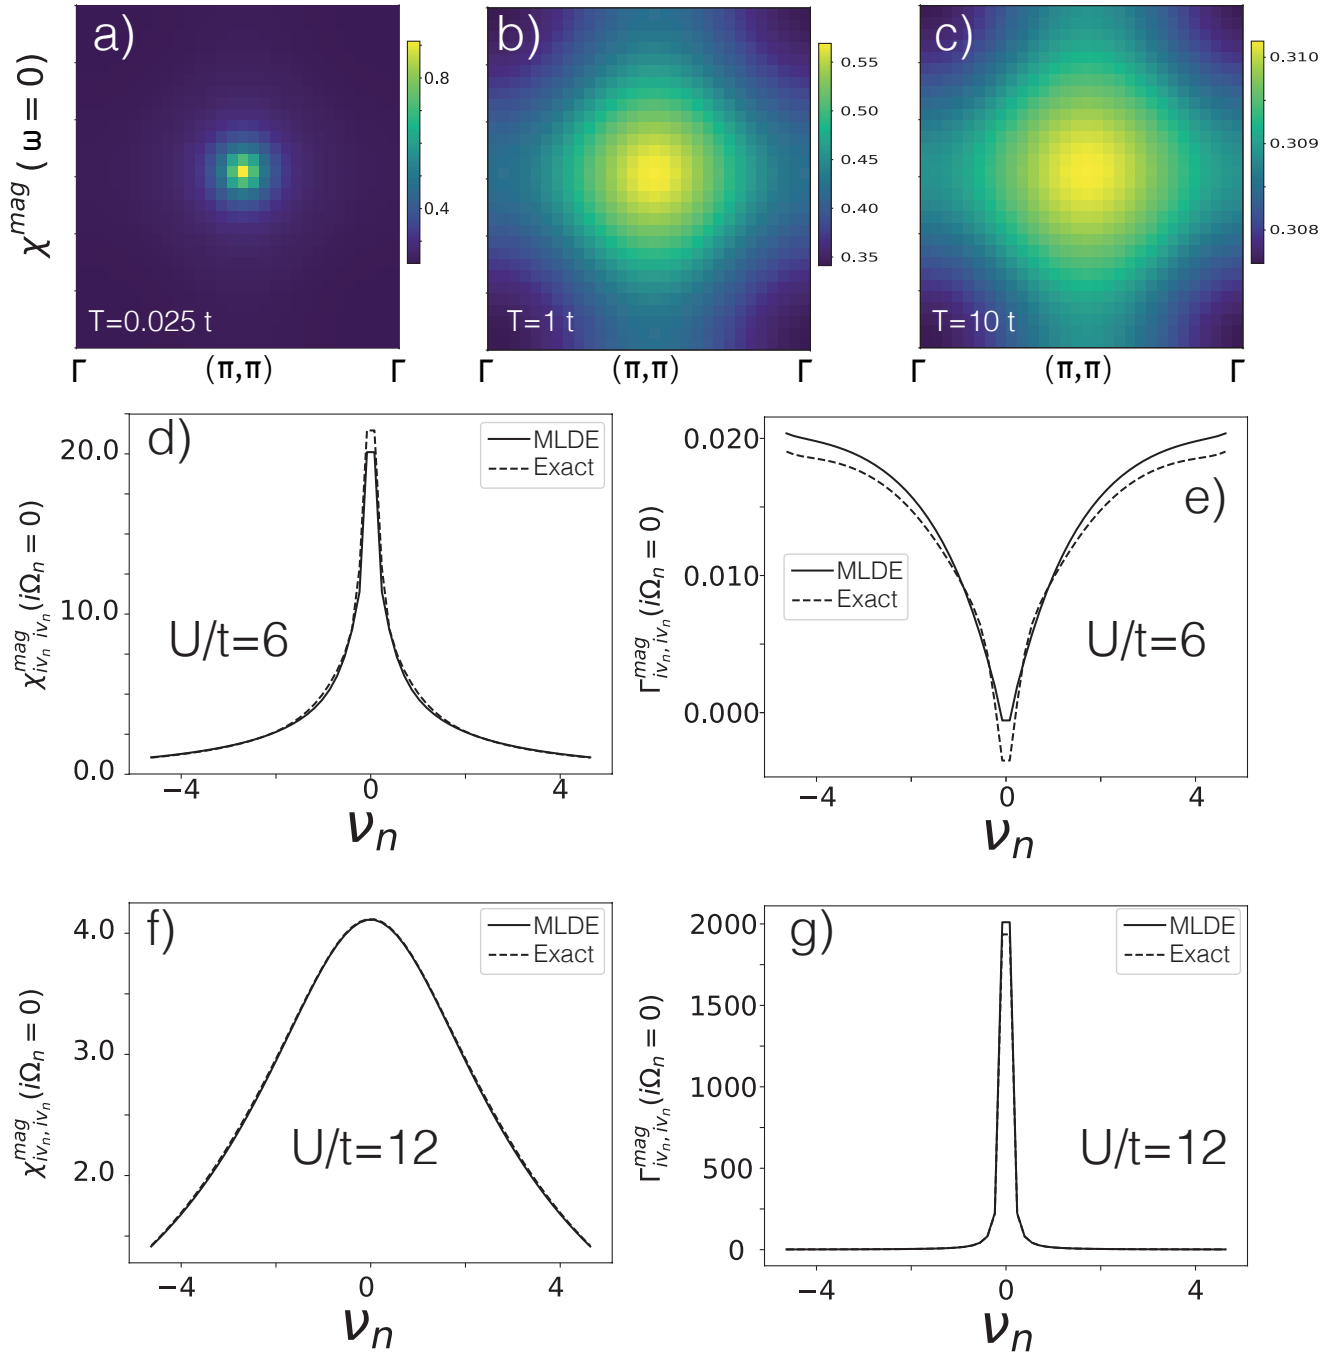 χ^mag (ω=0)
a)
T=0.025 t
0.8
0.4
Γ (π,π) Γ
b)
T=1 t
0.55
0.50
0.45
0.40
0.35
Γ (π,π) Γ
c)
T=10 t
0.310
0.309
0.308
Γ (π,π) Γ
d)
χ^mag_{iν_n, iν_n}(iΩ_n = 0)
20.0
10.0
0.0
MLDE
Exact
U/t=6
−4 0 4
ν_n
e)
Γ^mag_{iν_n, iν_n}(iΩ_n = 0)
0.020
0.010
0.000
MLDE
Exact
U/t=6
−4 0 4
ν_n
f)
χ^mag_{iν_n, iν_n}(iΩ_n = 0)
4.0
3.0
2.0
MLDE
Exact
U/t=12
−4 0 4
ν_n
g)
Γ^mag_{iν_n, iν_n}(iΩ_n = 0)
2000
1750
1500
1250
1000
750
500
250
0
MLDE
Exact
U/t=12
−4 0 4
ν_n